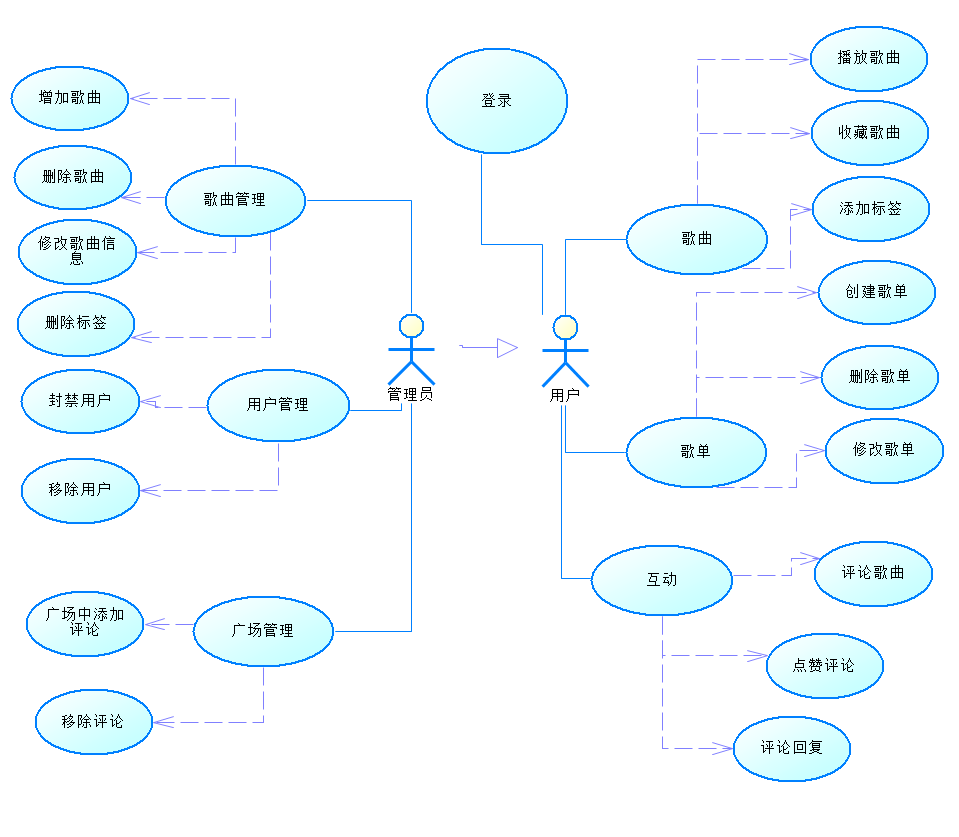 登录
增加歌曲
删除歌曲
修改歌曲信
息
删除标签
歌曲管理
封禁用户
移除用户
用户管理
管理员
广场中添加
评论
移除评论
广场管理
用户
歌曲
播放歌曲
收藏歌曲
添加标签
歌单
创建歌单
删除歌单
修改歌单
互动
评论歌曲
点赞评论
评论回复